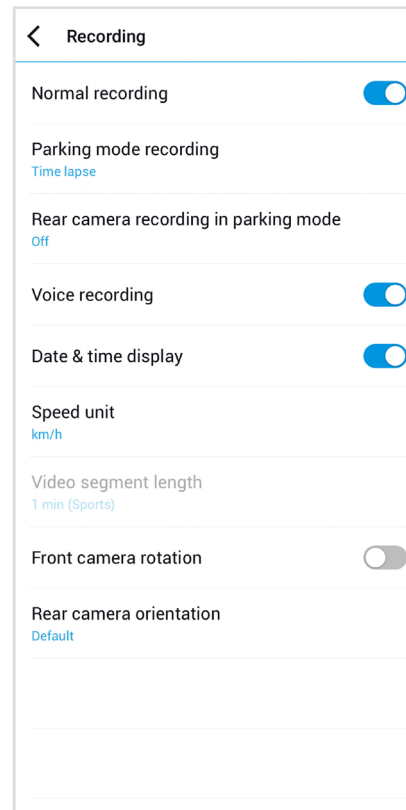 Recording
Normal recording
Parking mode recording
Time lapse
Rear camera recording in parking mode
Off
Voice recording
Date & time display
Speed unit
km/h
Video segment length
1 min (Sports)
Front camera rotation
Rear camera orientation
Default